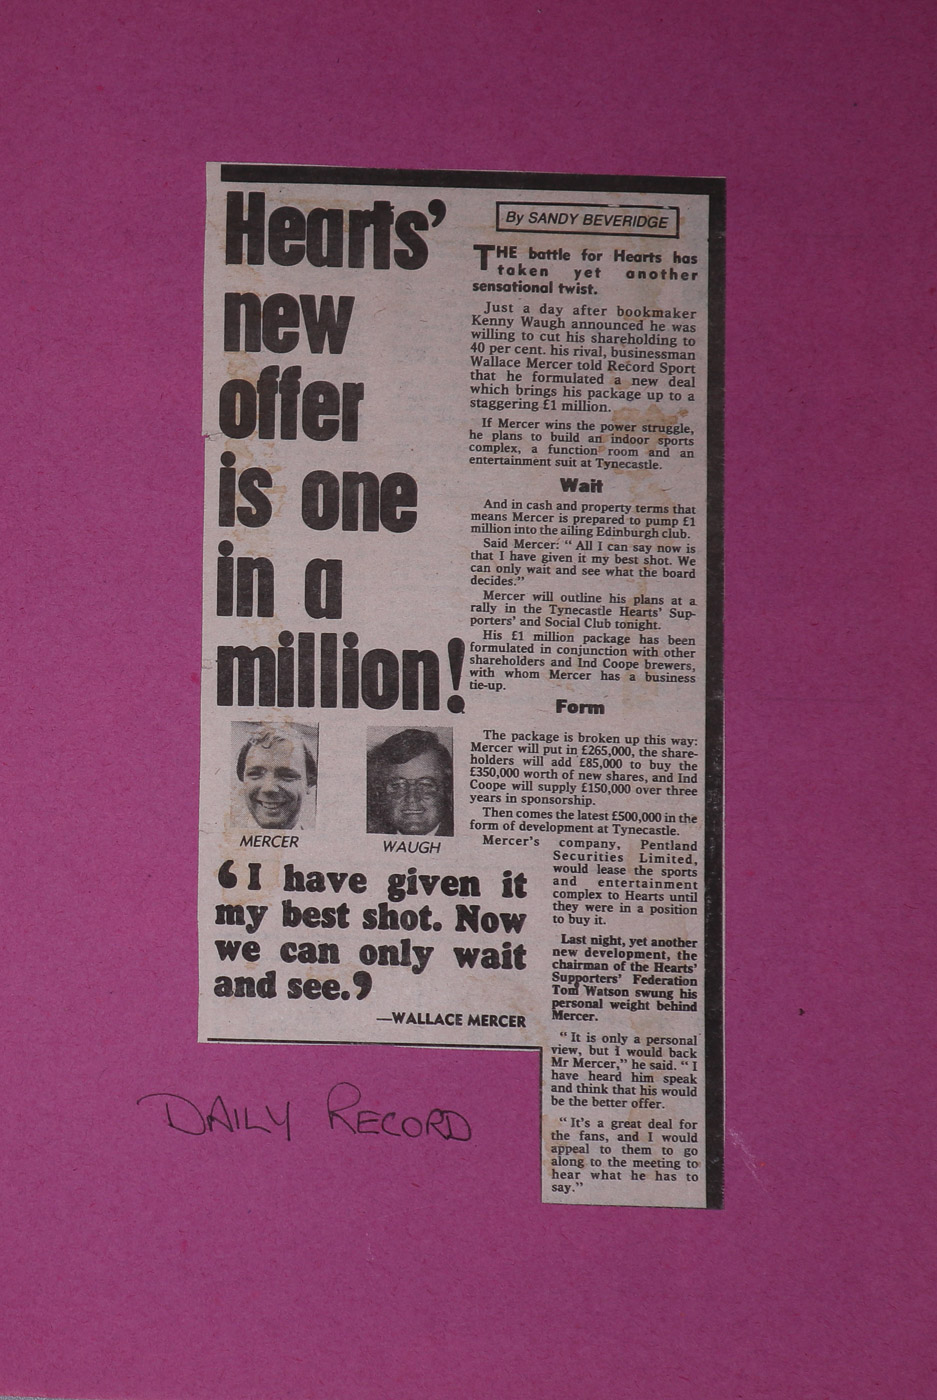 Hearts’
new
offer
is one
in a
million!
MERCER
WAUGH
‘I have given it
my best shot. Now
we can only wait
and see.’
—WALLACE MERCER
By SANDY BEVERIDGE
THE battle for Hearts has
taken yet another
sensational twist.
Just a day after bookmaker
Kenny Waugh announced he was
willing to cut his shareholding to
40 per cent. his rival, businessman
Wallace Mercer told Record Sport
that he formulated a new deal
which brings his package up to a
staggering £1 million.
If Mercer wins the power struggle,
he plans to build an indoor sports
complex, a function room and an
entertainment suit at Tynecastle.
Wait
And in cash and property terms that
means Mercer is prepared to pump £1
million into the ailing Edinburgh club.
Said Mercer: “ All I can say now is
that I have given it my best shot. We
can only wait and see what the board
decides.”
Mercer will outline his plans at a
rally in the Tynecastle Hearts’ Sup-
porters’ and Social Club tonight.
His £1 million package has been
formulated in conjunction with other
shareholders and Ind Coope brewers,
with whom Mercer has a business
tie-up.
Form
The package is broken up this way:
Mercer will put in £265,000, the share-
holders will add £85,000 to buy the
£350,000 worth of new shares, and Ind
Coope will supply £150,000 over three
years in sponsorship.
Then comes the latest £500,000 in the
form of development at Tynecastle.
Mercer’s company, Pentland
Securities Limited,
would lease the sports
and entertainment
complex to Hearts until
they were in a position
to buy it.
Last night, yet another
new development, the
chairman of the Hearts’
Supporters’ Federation
Tom Watson swung his
personal weight behind
Mercer.
“ It is only a personal
view, but I would back
Mr Mercer,” he said. “ I
have heard him speak
and think that his would
be the better offer.
“ It’s a great deal for
the fans, and I would
appeal to them to go
along to the meeting to
hear what he has to
say.”
DAILY RECORD